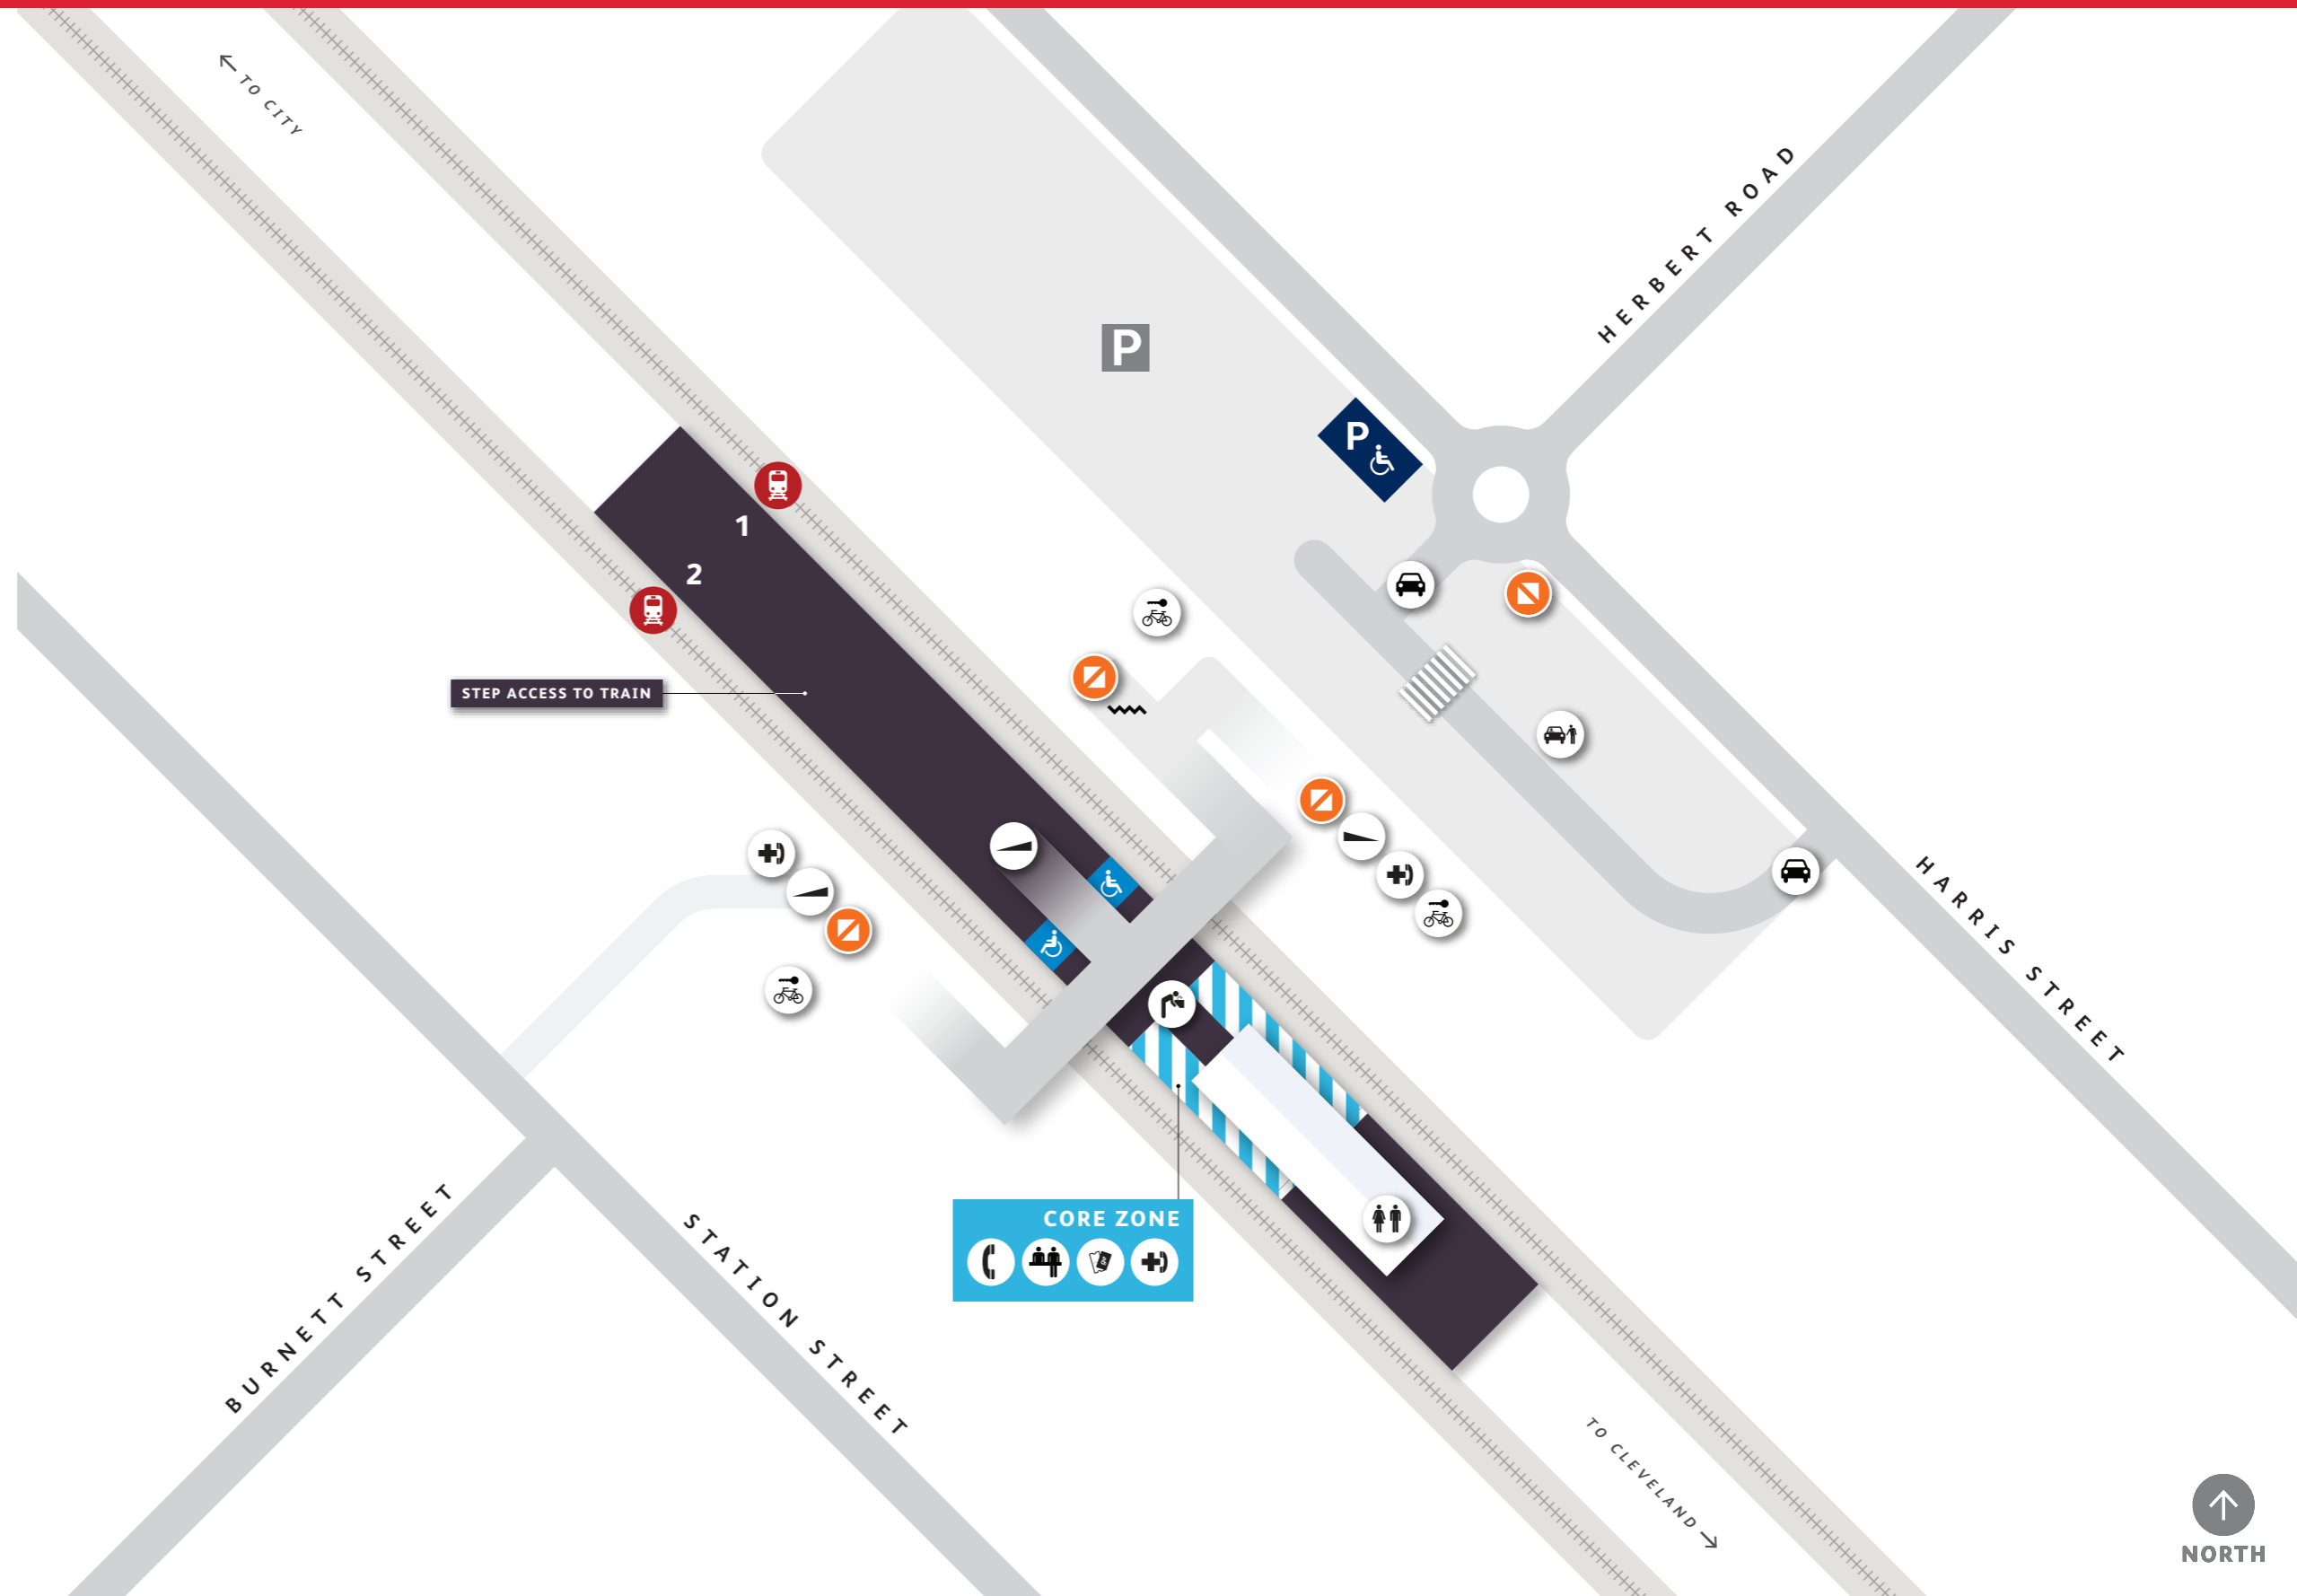 TO CITY
HERBERT ROAD
P
P
1
2
STEP ACCESS TO TRAIN
HARRIS STREET
CORE ZONE
BURNETT STREET
STATION STREET
TO CLEVELAND
NORTH